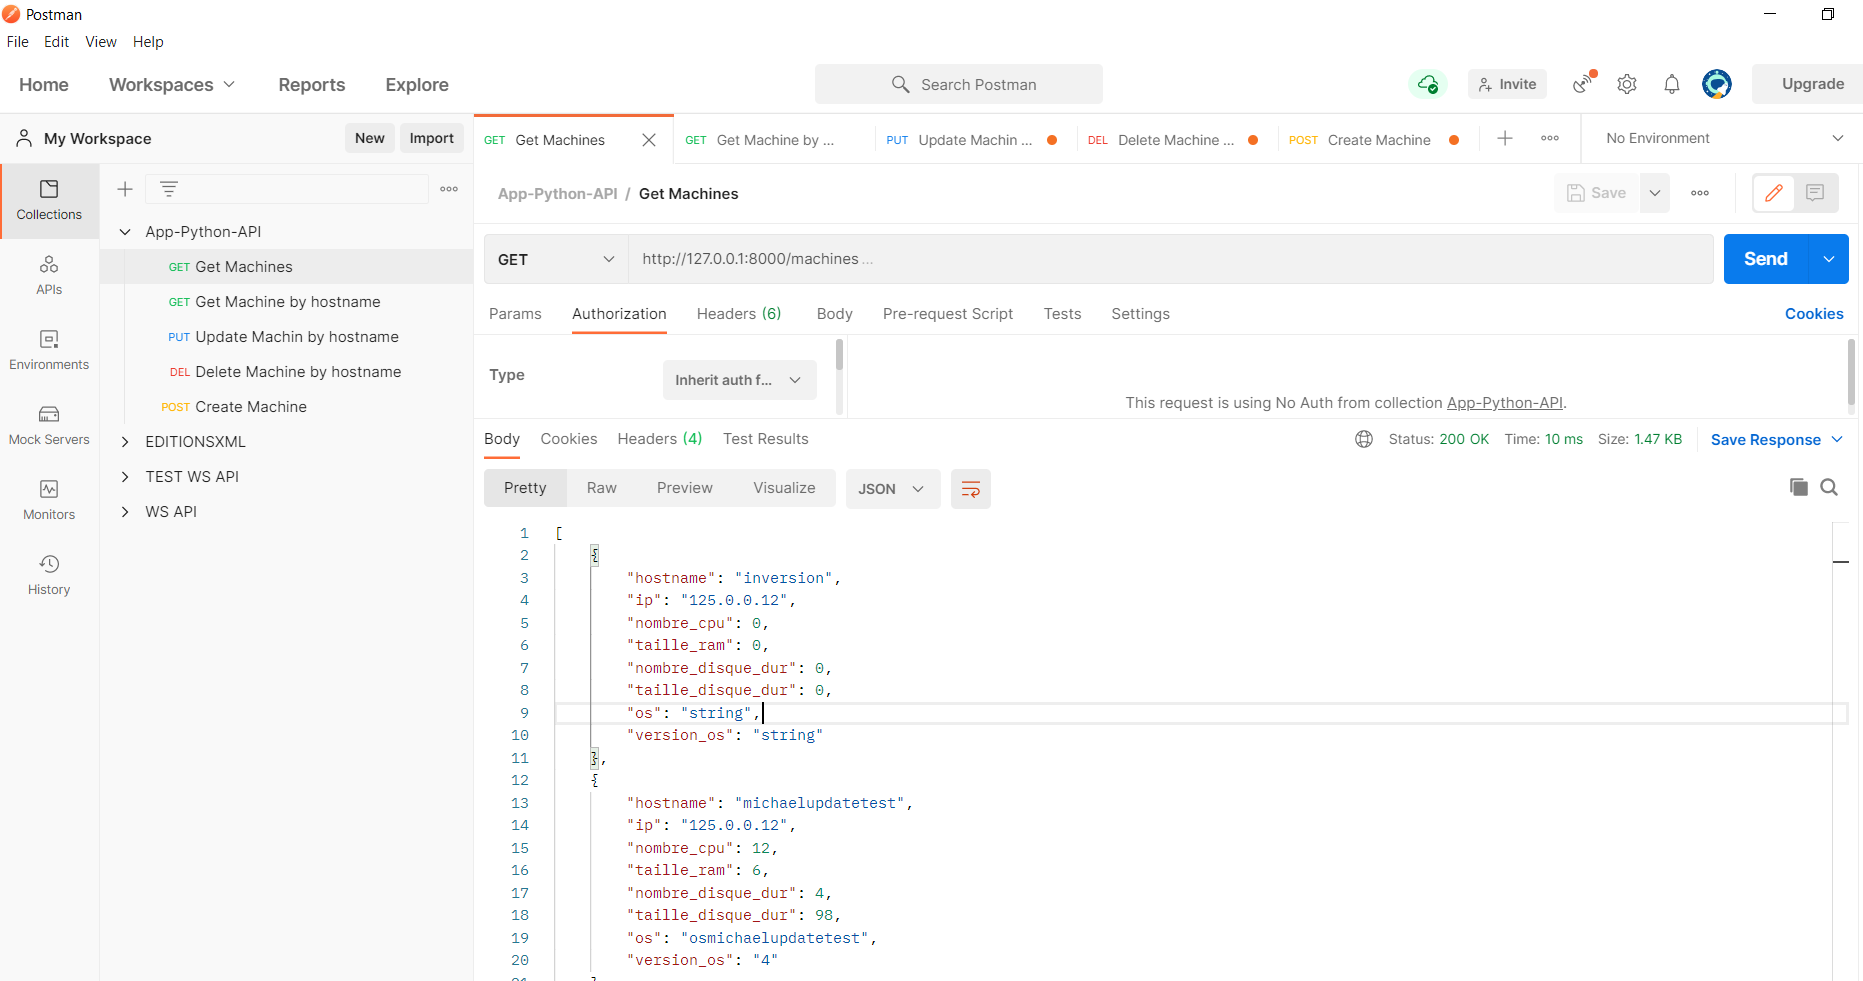 Postman
File Edit View Help
Home Workspaces Reports Explore Search Postman Invite Upgrade
My Workspace New Import
GET Get Machines GET Get Machine by ... PUT Update Machin ... DEL Delete Machine ... POST Create Machine No Environment
Collections
APIs
Environments
Mock Servers
Monitors
History
App-Python-API
GET Get Machines
GET Get Machine by hostname
PUT Update Machin by hostname
DEL Delete Machine by hostname
POST Create Machine
EDITIONSXML
TEST WS API
WS API
App-Python-API / Get Machines Save
GET http://127.0.0.1:8000/machines ... Send
Params Authorization Headers (6) Body Pre-request Script Tests Settings Cookies
Type Inherit auth f...
This request is using No Auth from collection App-Python-API.
Body Cookies Headers (4) Test Results Status: 200 OK Time: 10 ms Size: 1.47 KB Save Response
Pretty Raw Preview Visualize JSON
1 [
2 {
3 "hostname": "inversion",
4 "ip": "125.0.0.12",
5 "nombre_cpu": 0,
6 "taille_ram": 0,
7 "nombre_disque_dur": 0,
8 "taille_disque_dur": 0,
9 "os": "string",
10 "version_os": "string"
11 },
12 {
13 "hostname": "michaelupdatetest",
14 "ip": "125.0.0.12",
15 "nombre_cpu": 12,
16 "taille_ram": 6,
17 "nombre_disque_dur": 4,
18 "taille_disque_dur": 98,
19 "os": "osmichaelupdatetest",
20 "version_os": "4"